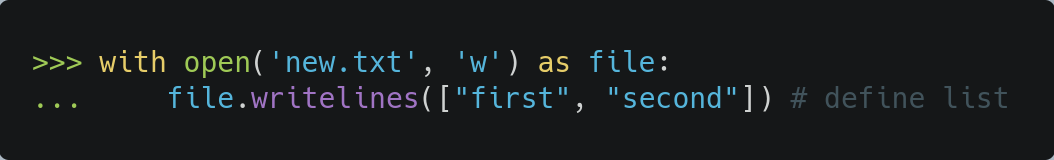 >>> with open('new.txt', 'w') as file:
...     file.writelines(["first", "second"]) # define list